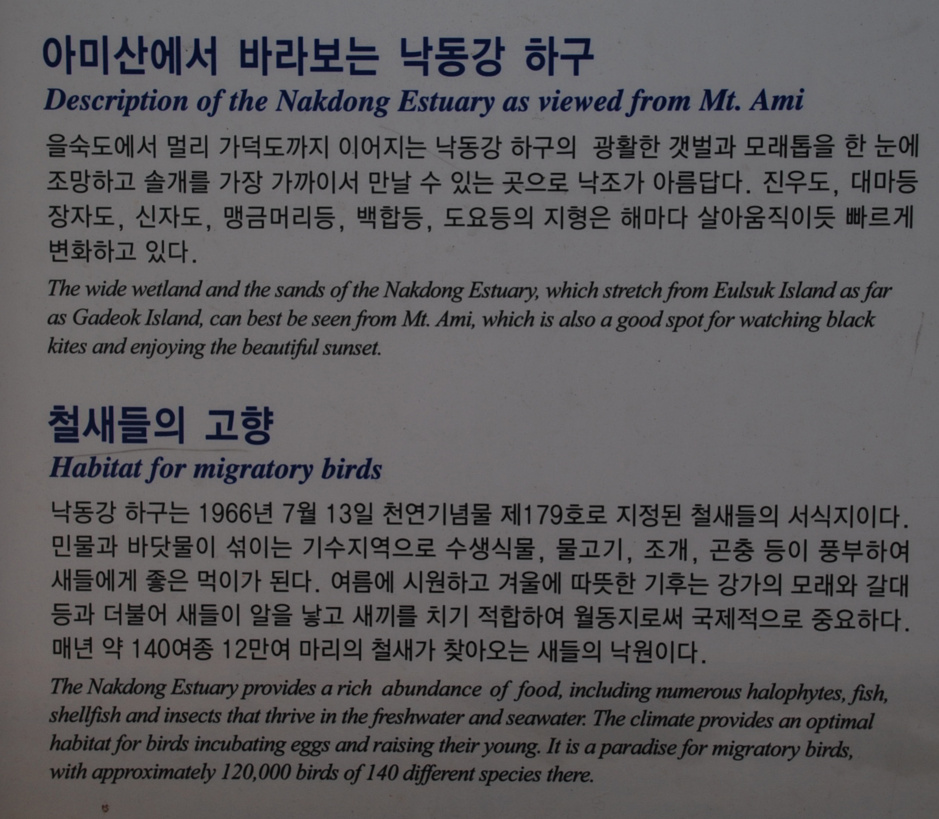 아미산에서 바라보는 낙동강 하구
Description of the Nakdong Estuary as viewed from Mt. Ami
을숙도에서 멀리 가덕도까지 이어지는 낙동강 하구의 광활한 갯벌과 모래톱을 한 눈에
조망하고 솔개를 가장 가까이서 만날 수 있는 곳으로 낙조가 아름답다. 진우도, 대마등
장자도, 신자도, 맹금머리등, 백합등, 도요등의 지형은 해마다 살아움직이듯 빠르게
변화하고 있다.
The wide wetland and the sands of the Nakdong Estuary, which stretch from Eulsuk Island as far
as Gadeok Island, can best be seen from Mt. Ami, which is also a good spot for watching black
kites and enjoying the beautiful sunset.
철새들의 고향
Habitat for migratory birds
낙동강 하구는 1966년 7월 13일 천연기념물 제179호로 지정된 철새들의 서식지이다.
민물과 바닷물이 섞이는 기수지역으로 수생식물, 물고기, 조개, 곤충 등이 풍부하여
새들에게 좋은 먹이가 된다. 여름에 시원하고 겨울에 따뜻한 기후는 강가의 모래와 갈대
등과 더불어 새들이 알을 낳고 새끼를 치기 적합하여 월동지로써 국제적으로 중요하다.
매년 약 140여종 12만여 마리의 철새가 찾아오는 새들의 낙원이다.
The Nakdong Estuary provides a rich abundance of food, including numerous halophytes, fish,
shellfish and insects that thrive in the freshwater and seawater. The climate provides an optimal
habitat for birds incubating eggs and raising their young. It is a paradise for migratory birds,
with approximately 120,000 birds of 140 different species there.